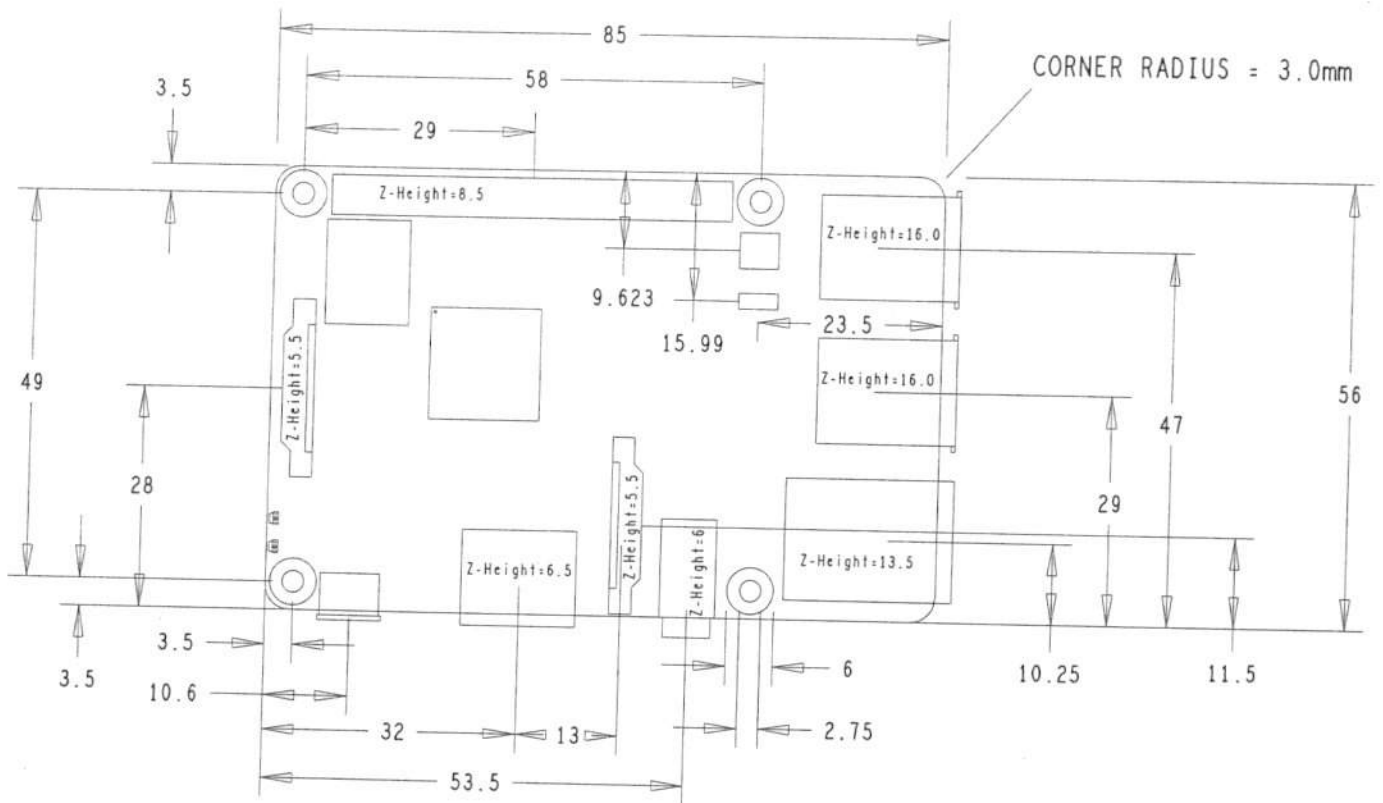 85
CORNER RADIUS = 3.0mm
58
3.5
29
Z-Height=8.5
Z-Height=16.0
9.623
23.5
15.99
Z-Height=5.5
Z-Height=16.0
49
56
47
28
29
Z-Height=5.5
Z-Height=6.5
Z-Height=6
Z-Height=13.5
3.5
3.5
10.6
6
10.25
11.5
32
13
2.75
53.5